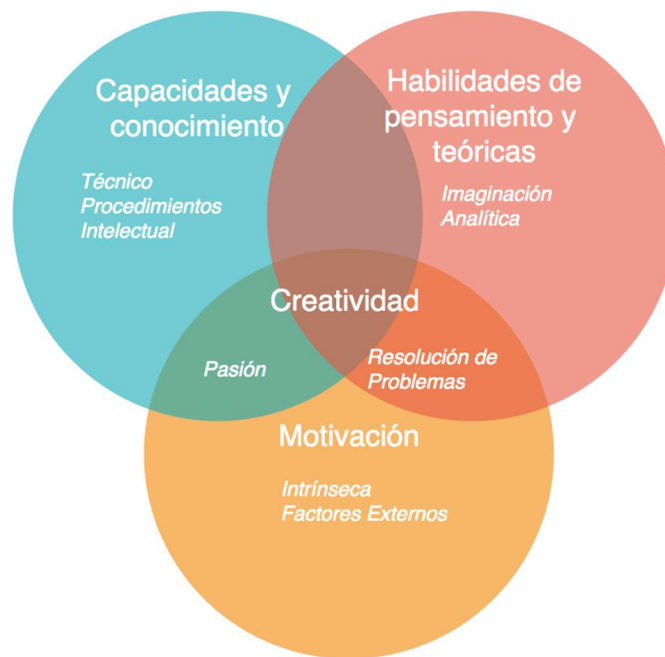 Capacidades y
conocimiento
Técnico
Procedimientos
Intelectual
Habilidades de
pensamiento y
teóricas
Imaginación
Analítica
Creatividad
Pasión
Resolución de
Problemas
Motivación
Intrínseca
Factores Externos